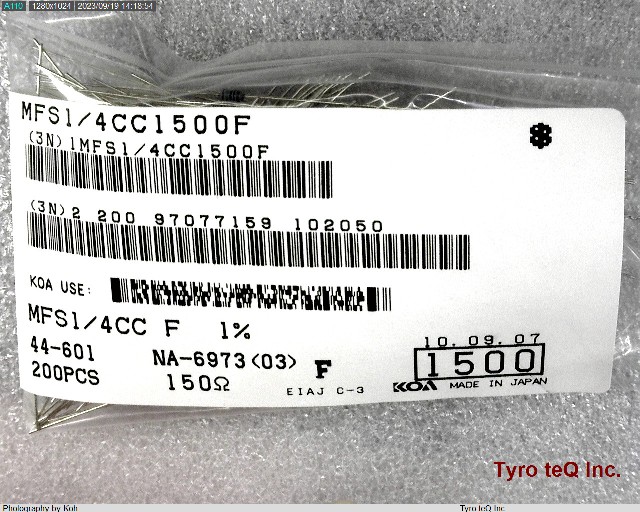 A110 1280x1024 2023/09/19 14:18:54
MFS1/4CC1500F
(3N) 1MFS1/4CC1500F
(3N) 2 200 97077159 102050
KOA USE:
MFS1/4CC F 1%
44-601 NA-6973(03) F
200PCS 150Ω
EIAJ C-3
10.09.07
1500
KOA MADE IN JAPAN
Tyro teQ Inc.
Photography by Koh Tyro teQ Inc